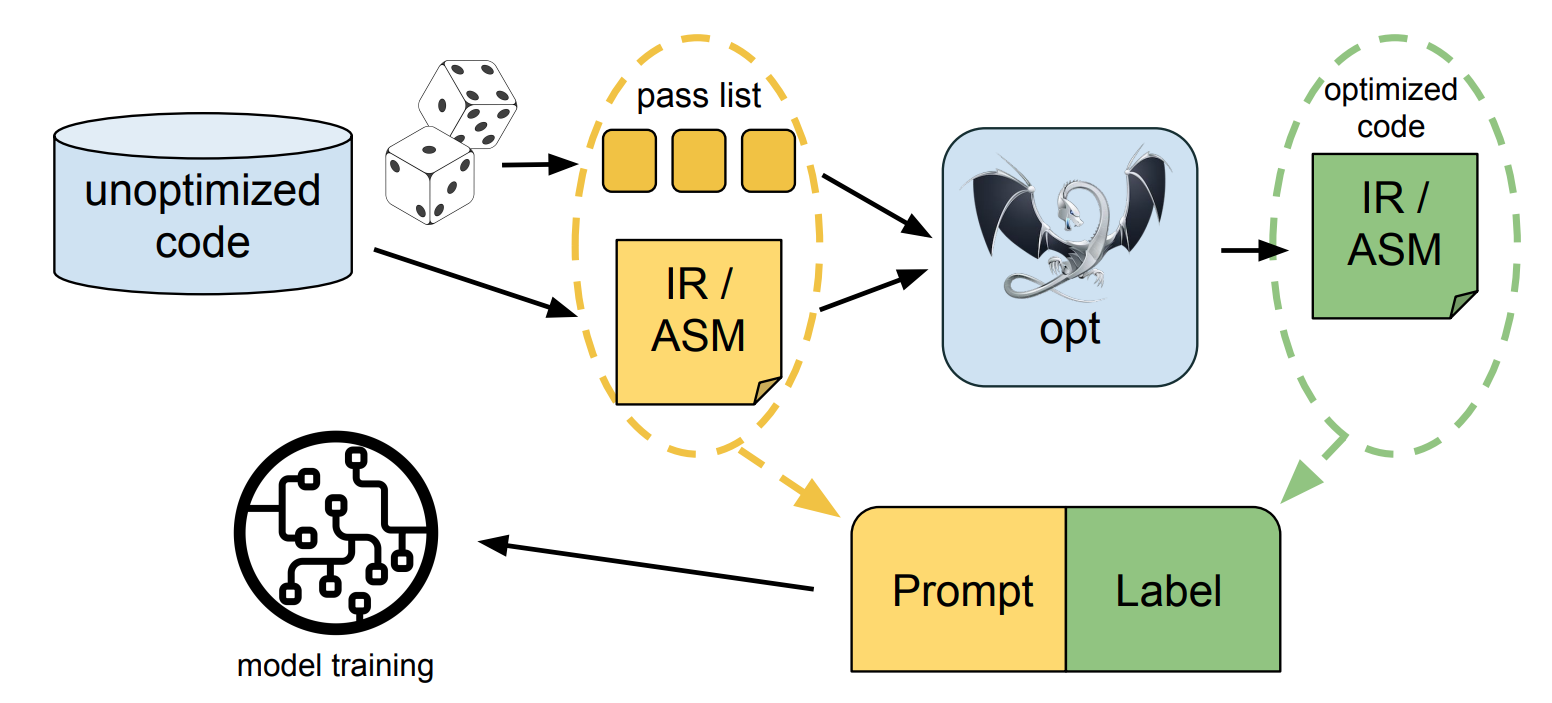 unoptimized
code
pass list
IR /
ASM
opt
optimized
code
IR /
ASM
Prompt
Label
model training